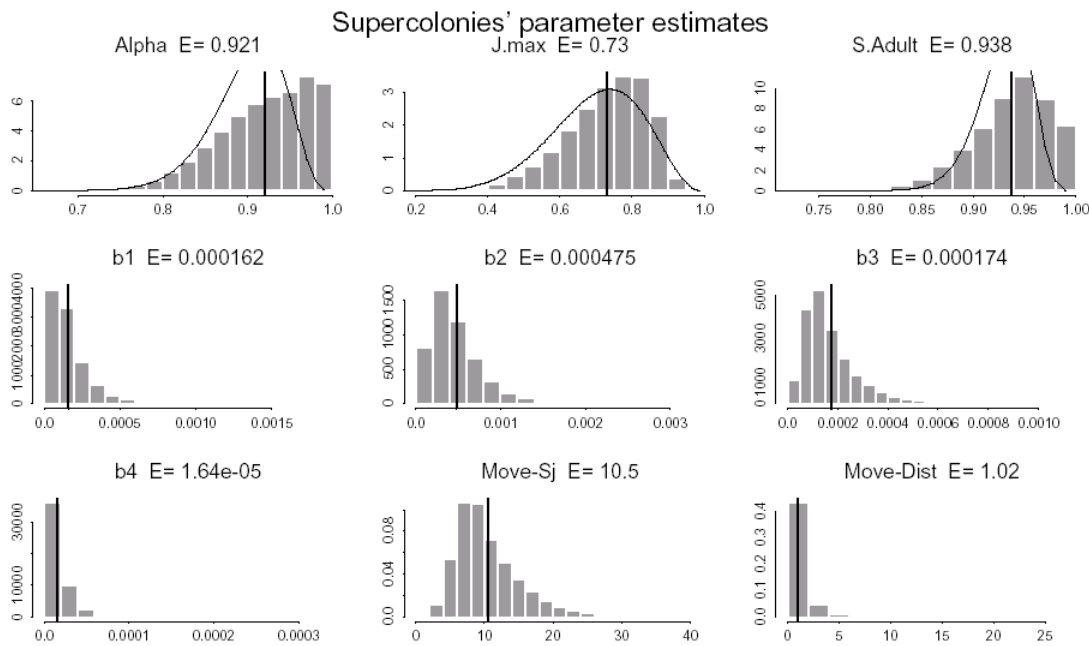 Supercolonies' parameter estimates
Alpha E= 0.921
J.max E= 0.73
S.Adult E= 0.938
0 2 4 6
0.7 0.8 0.9 1.0
0 1 2 3
0.2 0.4 0.6 0.8 1.0
0 2 4 6 8 10
0.75 0.80 0.85 0.90 0.95 1.00
b1 E= 0.000162
b2 E= 0.000475
b3 E= 0.000174
0 1000 2000 3000 4000
0.0 0.0005 0.0010 0.0015
0 500 1000 1500
0.0 0.001 0.002 0.003
0 1000 3000 5000
0.0 0.0002 0.0004 0.0006 0.0008 0.0010
b4 E= 1.64e-05
Move-Sj E= 10.5
Move-Dist E= 1.02
0 10000 30000
0.0 0.0001 0.0002 0.0003
0.0 0.04 0.08
0 10 20 30 40
0.0 0.1 0.2 0.3 0.4
0 5 10 15 20 25